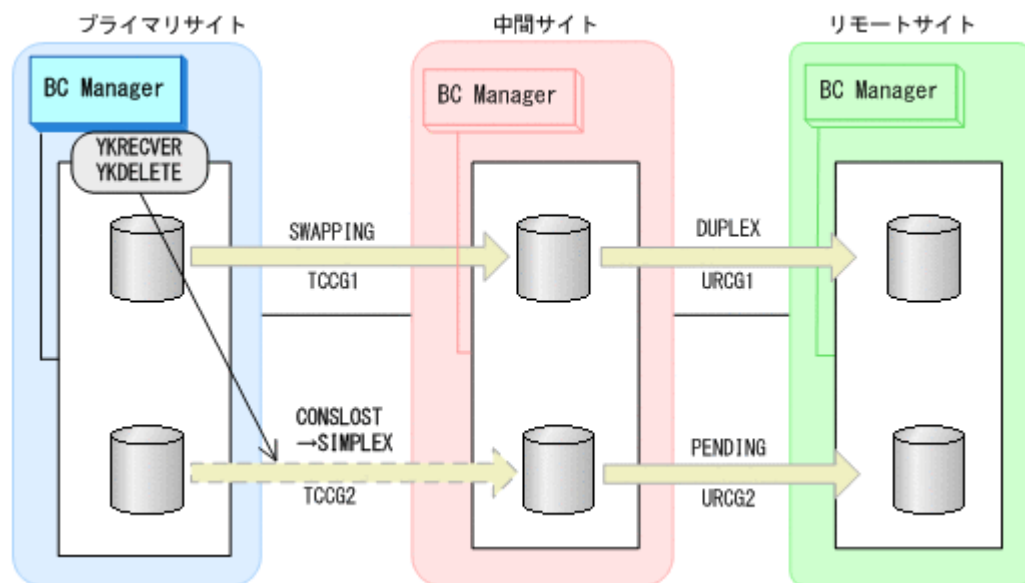 プライマリサイト
中間サイト
リモートサイト
BC Manager
BC Manager
BC Manager
YKRECVER
YKDELETE
SWAPPING
TCCG1
DUPLEX
URCG1
CONSLOST
→SIMPLEX
TCCG2
PENDING
URCG2